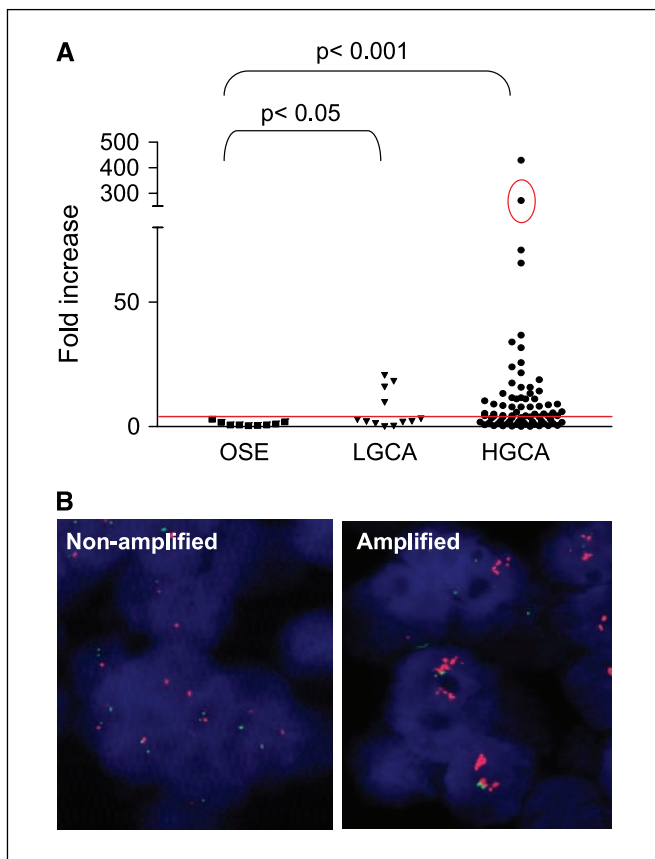 A
p< 0.001
p< 0.05
500
400
300
50
0
Fold increase
OSE
LGCA
HGCA
B
Non-amplified
Amplified